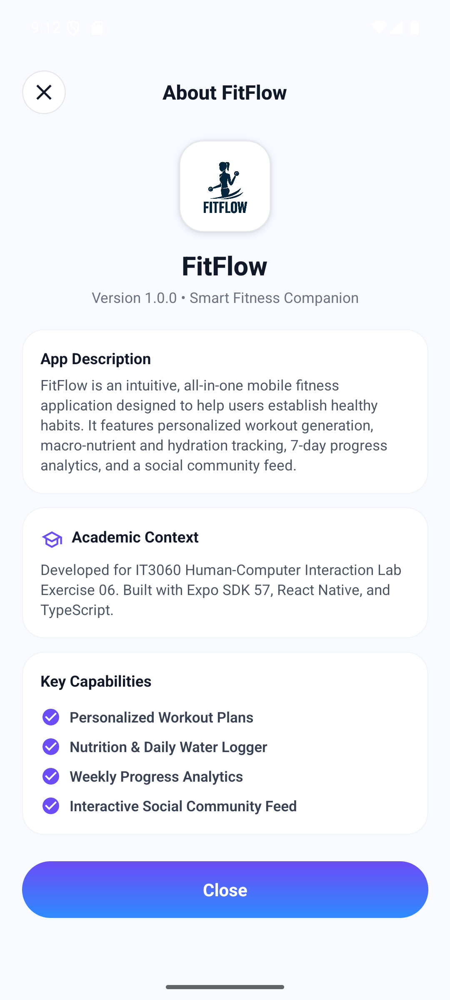 9:12
About FitFlow
FITFLOW
FitFlow
Version 1.0.0 • Smart Fitness Companion
App Description
FitFlow is an intuitive, all-in-one mobile fitness
application designed to help users establish healthy
habits. It features personalized workout generation,
macro-nutrient and hydration tracking, 7-day progress
analytics, and a social community feed.
Academic Context
Developed for IT3060 Human-Computer Interaction Lab
Exercise 06. Built with Expo SDK 57, React Native, and
TypeScript.
Key Capabilities
Personalized Workout Plans
Nutrition & Daily Water Logger
Weekly Progress Analytics
Interactive Social Community Feed
Close